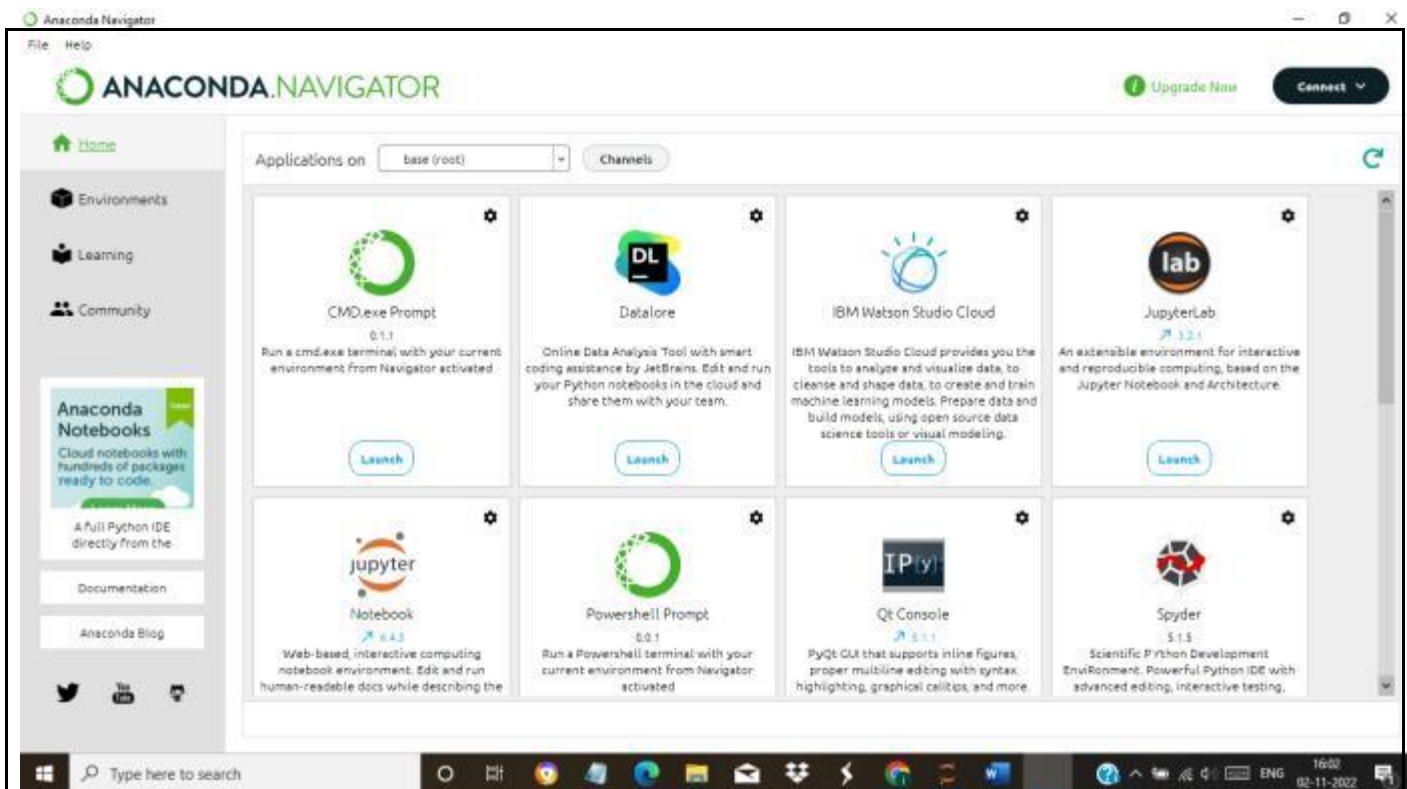 Anaconda Navigator
File Help
ANACONDA.NAVIGATOR
Upgrade Now
Connect
Home
Environments
Learning
Community
Anaconda
Notebooks
Cloud notebooks with
hundreds of packages
ready to code.
A full Python IDE
directly from the
Documentation
Anaconda Blog
You
Tube
Applications on base (root) Channels
CMD.exe Prompt
0.1.1
Run a cmd.exe terminal with your current
environment from Navigator activated
Launch
DL
Datalore
Online Data Analysis Tool with smart
coding assistance by JetBrains. Edit and run
your Python notebooks in the cloud and
share them with your team.
Launch
IBM Watson Studio Cloud
IBM Watson Studio Cloud provides you the
tools to analyze and visualize data, to
cleanse and shape data, to create and train
machine learning models. Prepare data and
build models, using open source data
science tools or visual modeling.
Launch
lab
JupyterLab
3.2.1
An extensible environment for interactive
and reproducible computing, based on the
Jupyter Notebook and Architecture.
Launch
jupyter
Notebook
6.4.5
Web-based, interactive computing
notebook environment. Edit and run
human-readable docs while describing the
Powershell Prompt
0.0.1
Run a Powershell terminal with your
current environment from Navigator
activated
IP[y]:
Qt Console
5.1.1
PyQt GUI that supports inline figures,
proper multiline editing with syntax
highlighting, graphical calltips, and more.
Spyder
5.1.5
Scientific PYthon Development
EnviRonment. Powerful Python IDE with
advanced editing, interactive testing,
Type here to search
ENG
16:02
02-11-2022